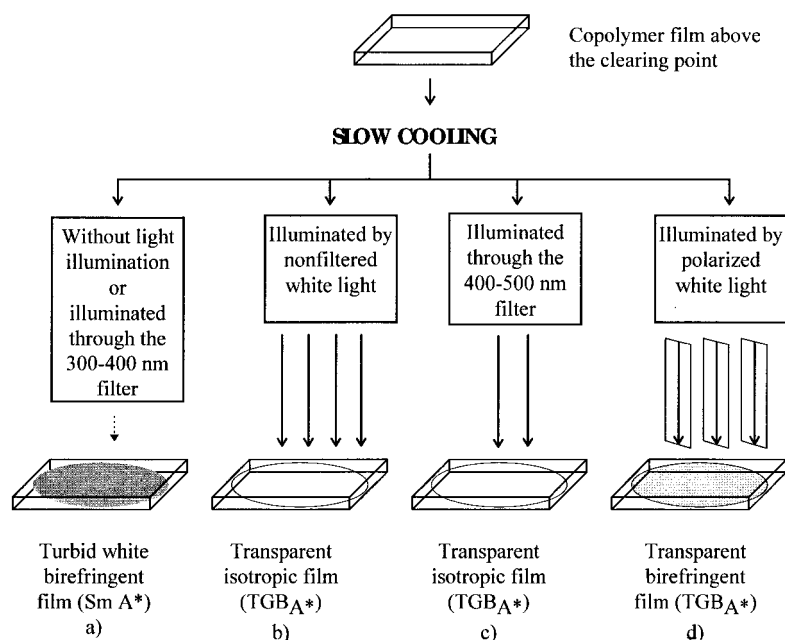 Copolymer film above
the clearing point
SLOW COOLING
Without light
illumination
or
illuminated
through the
300-400 nm
filter
Illuminated by
nonfiltered
white light
Illuminated
through the
400-500 nm
filter
Illuminated by
polarized
white light
Turbid white
birefringent
film (Sm A*)
a)
Transparent
isotropic film
(TGBA*)
b)
Transparent
isotropic film
(TGBA*)
c)
Transparent
birefringent
film (TGBA*)
d)